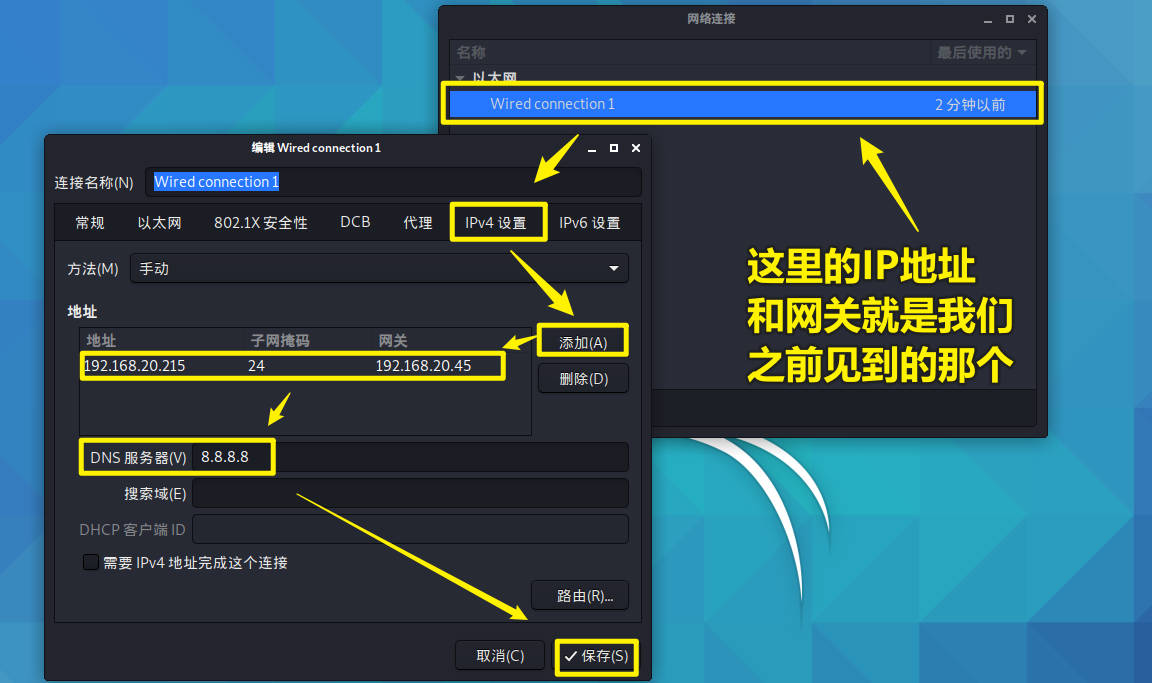 网络连接
名称 最后使用的
以太网
Wired connection 1 2 分钟以前
编辑 Wired connection 1
连接名称(N) Wired connection 1
常规 以太网 802.1X 安全性 DCB 代理 IPv4 设置 IPv6 设置
方法(M) 手动
地址
地址 子网掩码 网关
192.168.20.215 24 192.168.20.45
添加(A)
删除(D)
DNS 服务器(V) 8.8.8.8
搜索域(E)
DHCP 客户端 ID
需要 IPv4 地址完成这个连接
路由(R)...
取消(C) 保存(S)
这里的IP地址
和网关就是我们
之前见到的那个